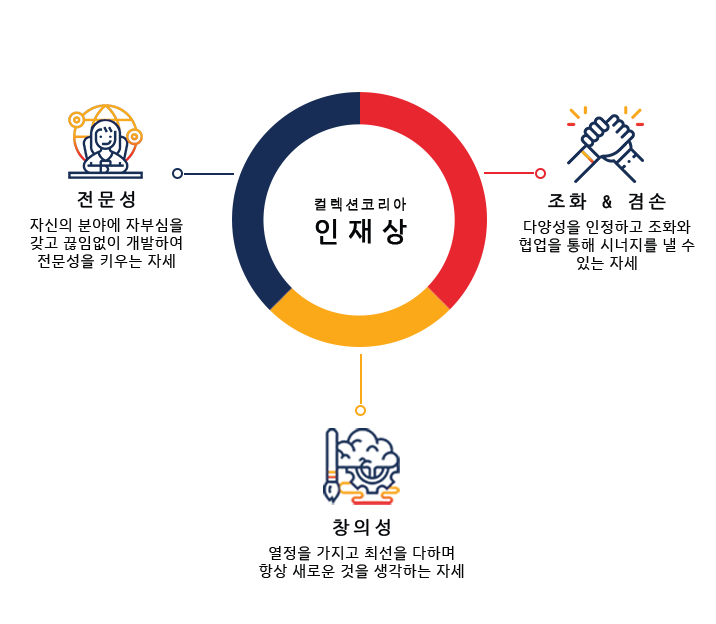 컬렉션코리아
인재상
전문성
자신의 분야에 자부심을
갖고 끊임없이 개발하여
전문성을 키우는 자세
조화 & 겸손
다양성을 인정하고 조화와
협업을 통해 시너지를 낼 수
있는 자세
창의성
열정을 가지고 최선을 다하며
항상 새로운 것을 생각하는 자세